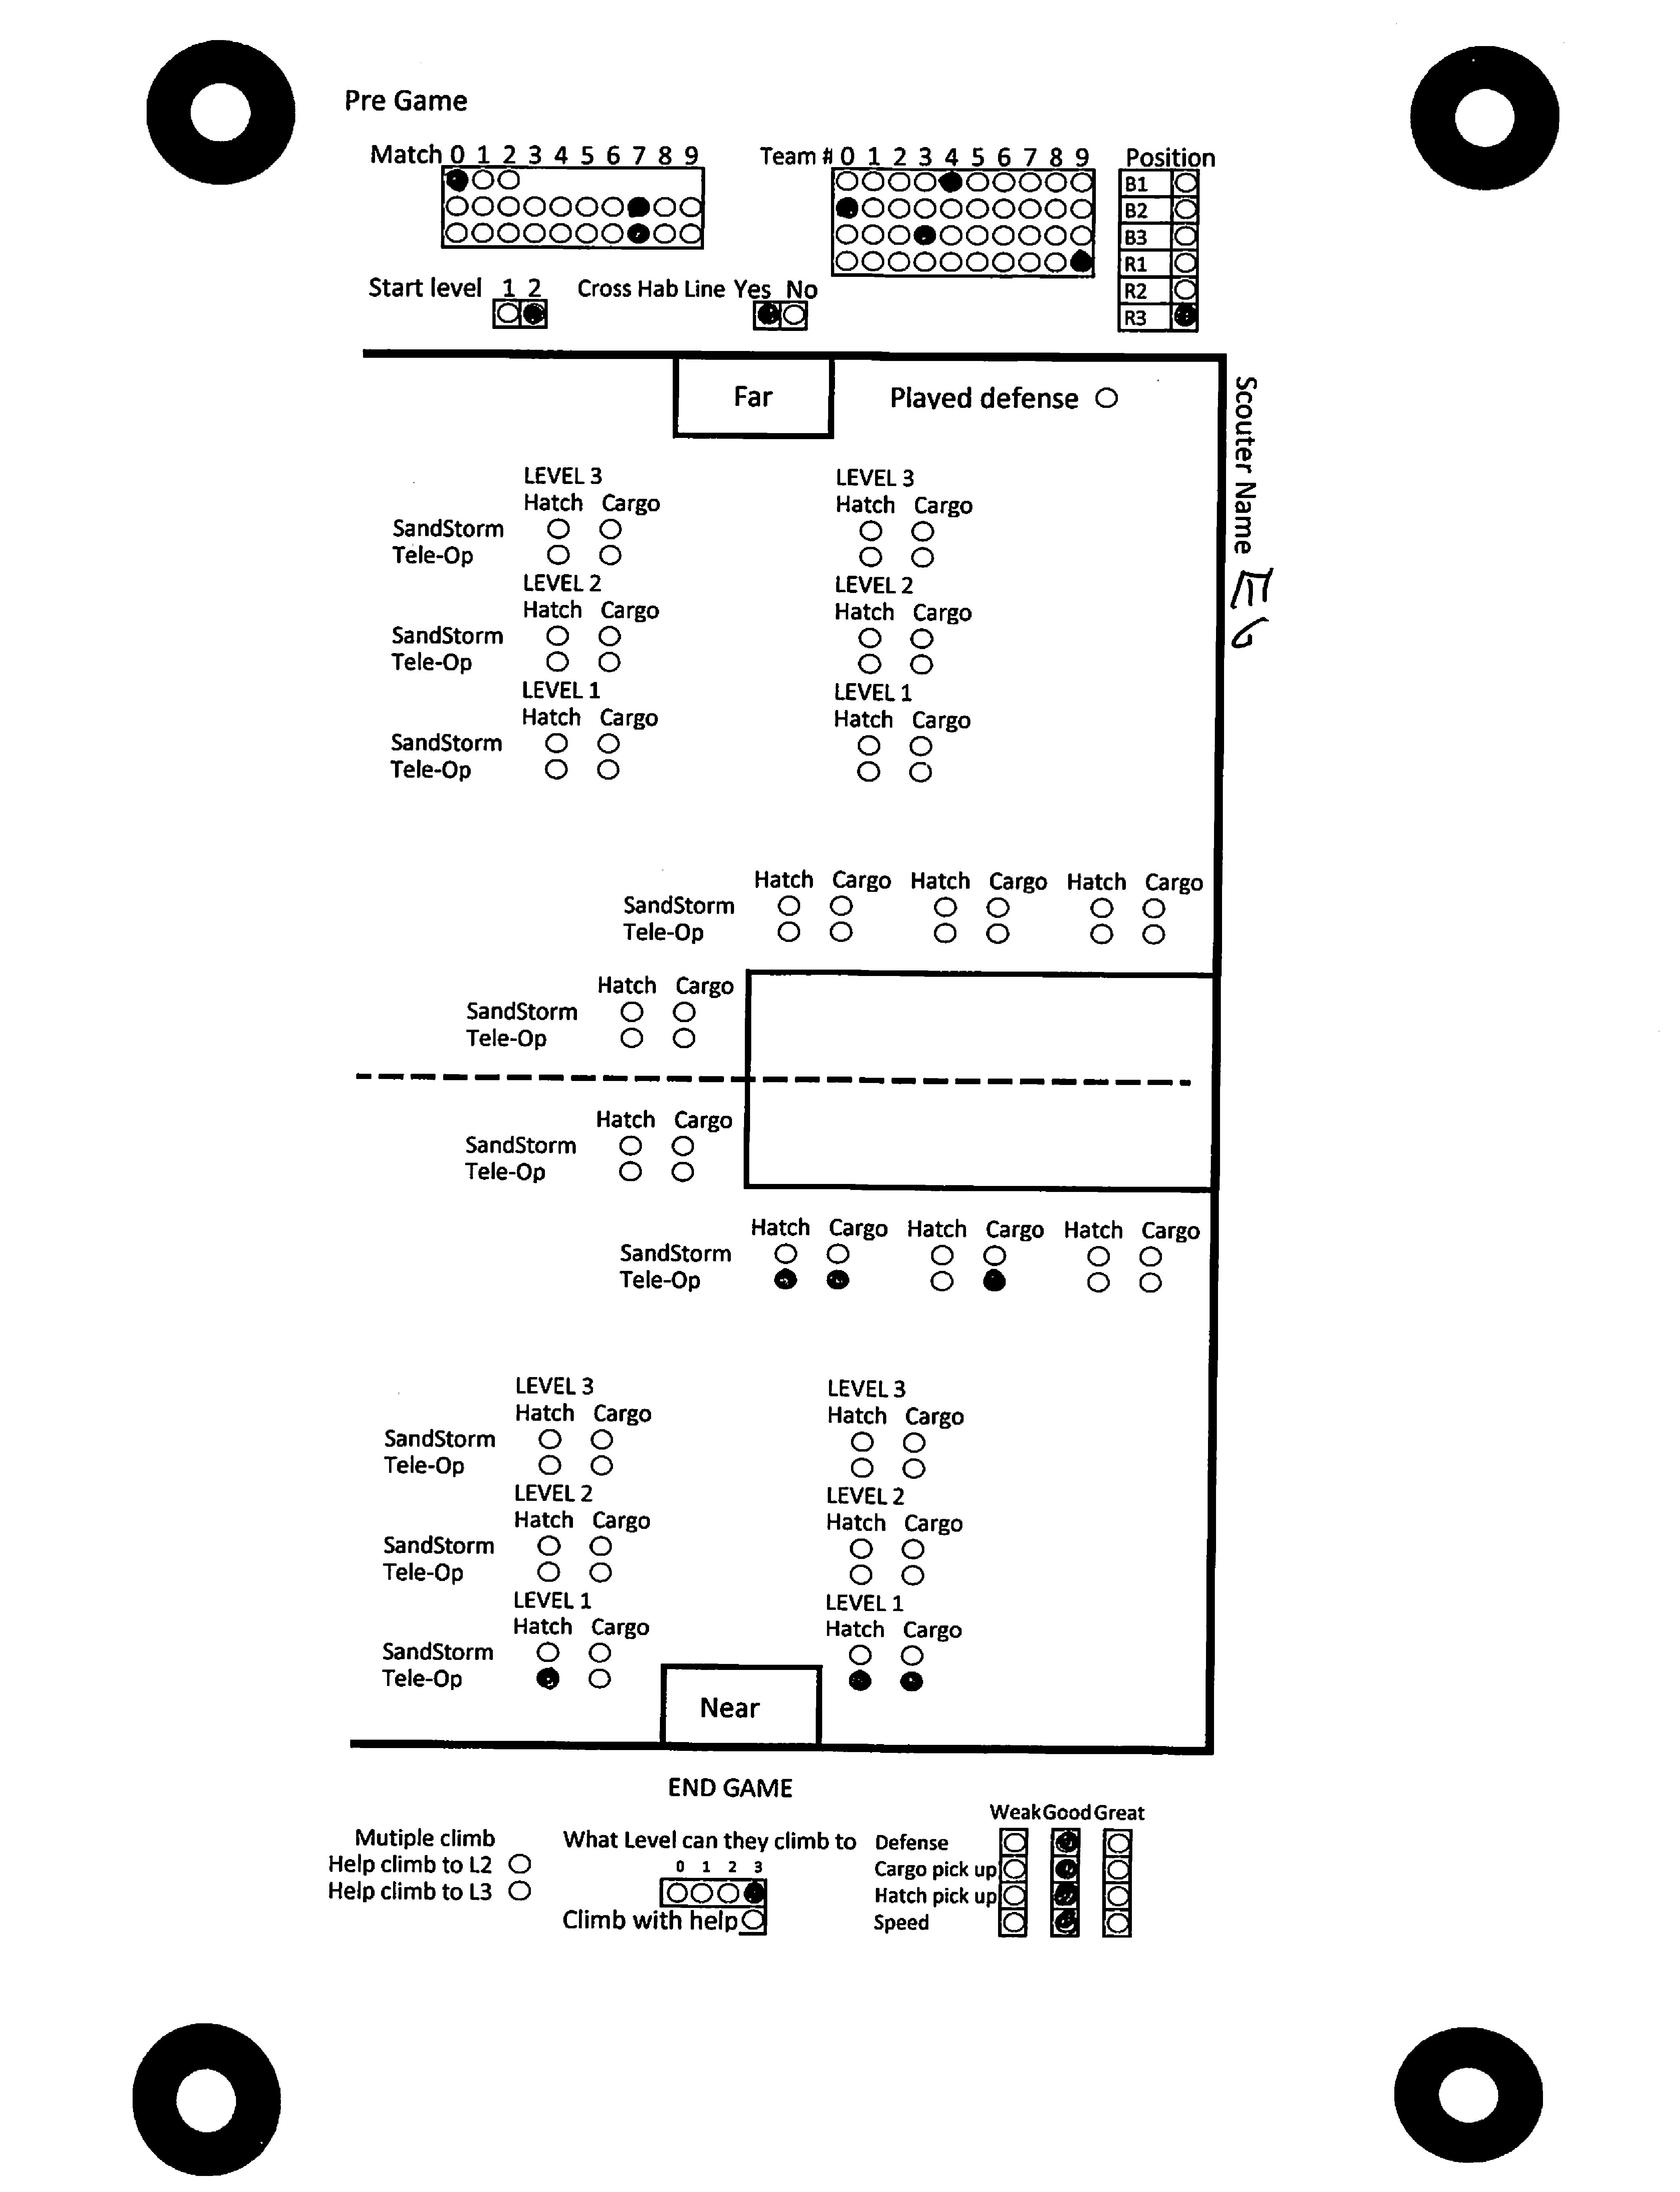 Pre Game
Match 0 1 2 3 4 5 6 7 8 9
Team # 0 1 2 3 4 5 6 7 8 9
Position
B1
B2
B3
R1
R2
R3
Start level 1 2
Cross Hab Line Yes No
Far
Played defense
Scouter Name
LEVEL 3 LEVEL 3
Hatch Cargo Hatch Cargo
SandStorm
Tele-Op
LEVEL 2 LEVEL 2
Hatch Cargo Hatch Cargo
SandStorm
Tele-Op
LEVEL 1 LEVEL 1
Hatch Cargo Hatch Cargo
SandStorm
Tele-Op
Hatch Cargo Hatch Cargo Hatch Cargo
SandStorm
Tele-Op
Hatch Cargo
SandStorm
Tele-Op
Hatch Cargo
SandStorm
Tele-Op
Hatch Cargo Hatch Cargo Hatch Cargo
SandStorm
Tele-Op
LEVEL 3 LEVEL 3
Hatch Cargo Hatch Cargo
SandStorm
Tele-Op
LEVEL 2 LEVEL 2
Hatch Cargo Hatch Cargo
SandStorm
Tele-Op
LEVEL 1 LEVEL 1
Hatch Cargo Hatch Cargo
SandStorm
Tele-Op
Near
END GAME
Mutiple climb
Help climb to L2
Help climb to L3
What Level can they climb to
0 1 2 3
Climb with help
Weak Good Great
Defense
Cargo pick up
Hatch pick up
Speed